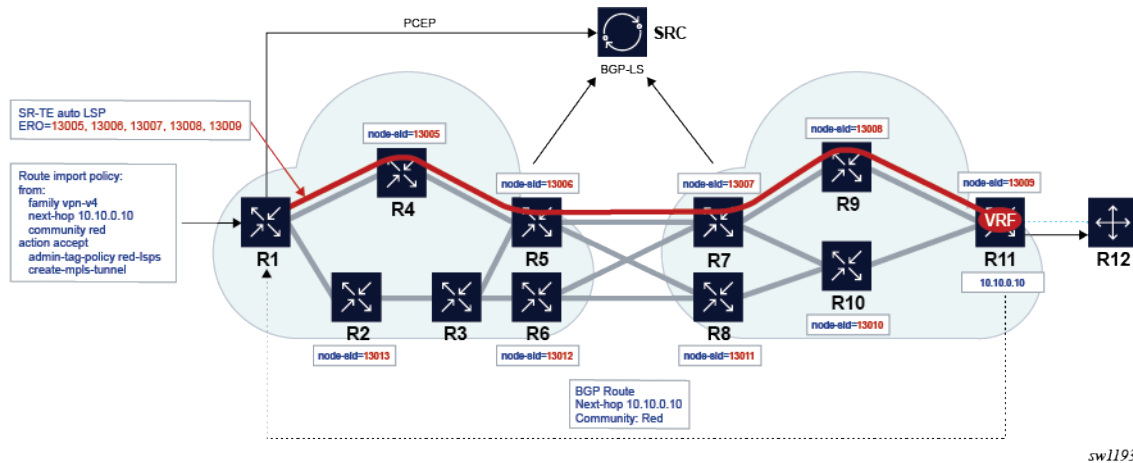 PCEP
SRC
BGP-LS
SR-TE auto LSP
ERO=13005, 13006, 13007, 13008, 13009
node-sid=13005
node-sid=13008
Route import policy:
from:
family vpn-v4
next-hop 10.10.0.10
community red
action accept
admin-tag-policy red-lsps
create-mpls-tunnel
node-sid=13006
node-sid=13007
node-sid=13009
R4
R9
VRF
R1
R5
R7
R11
R12
10.10.0.10
R10
R2
R3
R6
R8
node-sid=13010
node-sid=13013
node-sid=13012
node-sid=13011
BGP Route
Next-hop 10.10.0.10
Community: Red